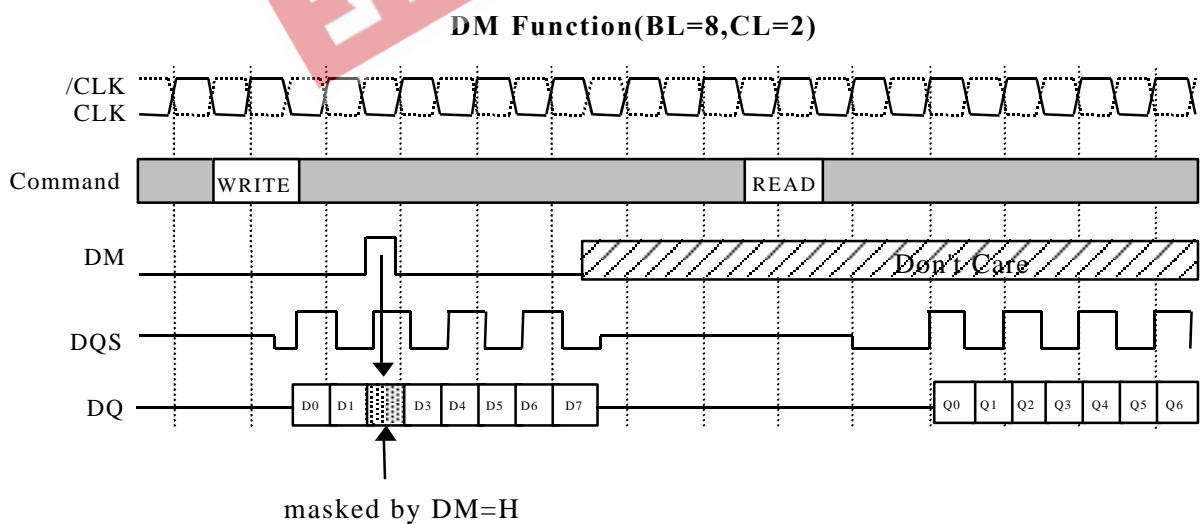 DM Function(BL=8,CL=2)
/CLK
CLK
Command WRITE READ
DM Don't Care
DQS
DQ D0 D1 D3 D4 D5 D6 D7 Q0 Q1 Q2 Q3 Q4 Q5 Q6
masked by DM=H